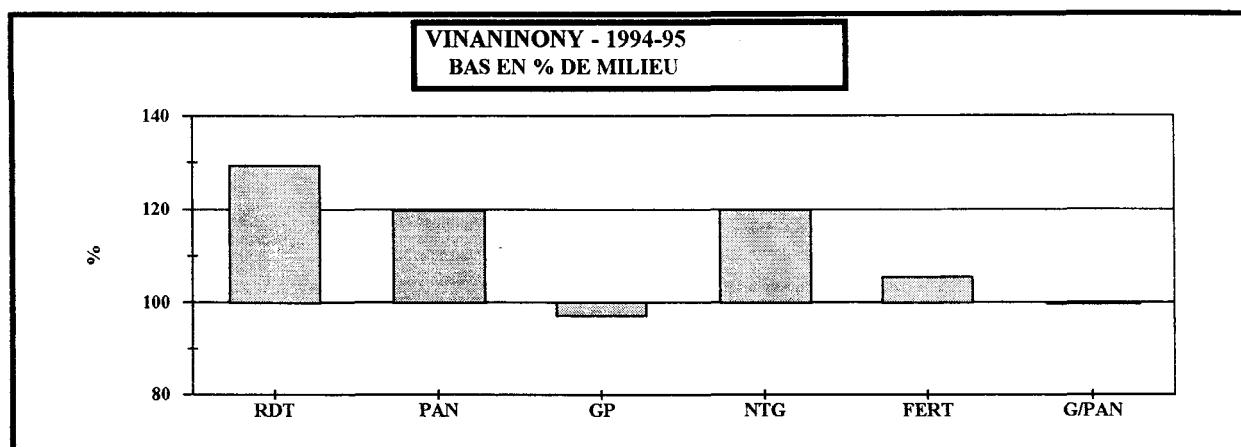 VINANINONY - 1994-95
BAS EN % DE MILIEU
140
120
100
80
%
RDT PAN GP NTG FERT G/PAN